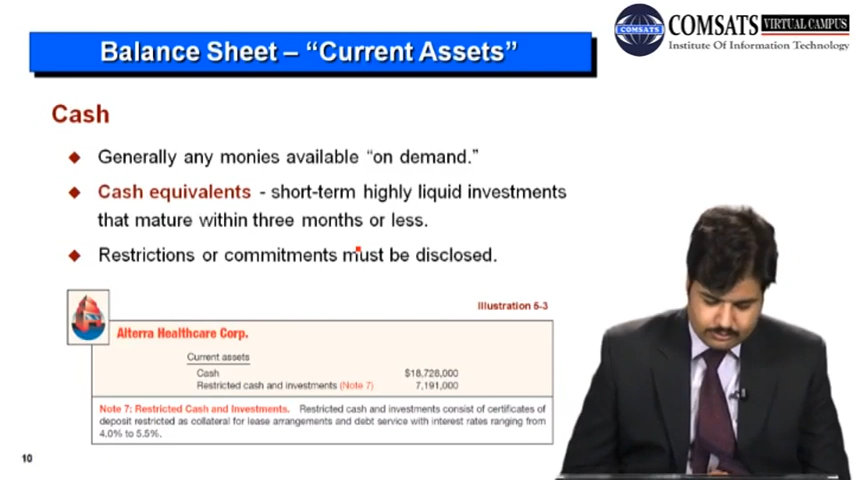 COMSATS VIRTUAL CAMPUS
COMSATS
Institute Of Information Technology
Balance Sheet – “Current Assets”
Cash
Generally any monies available “on demand.”
Cash equivalents - short-term highly liquid investments
that mature within three months or less.
Restrictions or commitments must be disclosed.
Illustration 5-3
Alterra Healthcare Corp.
Current assets
Cash $18,728,000
Restricted cash and investments (Note 7) 7,191,000
Note 7: Restricted Cash and Investments. Restricted cash and investments consist of certificates of
deposit restricted as collateral for lease arrangements and debt service with interest rates ranging from
4.0% to 5.5%.
10